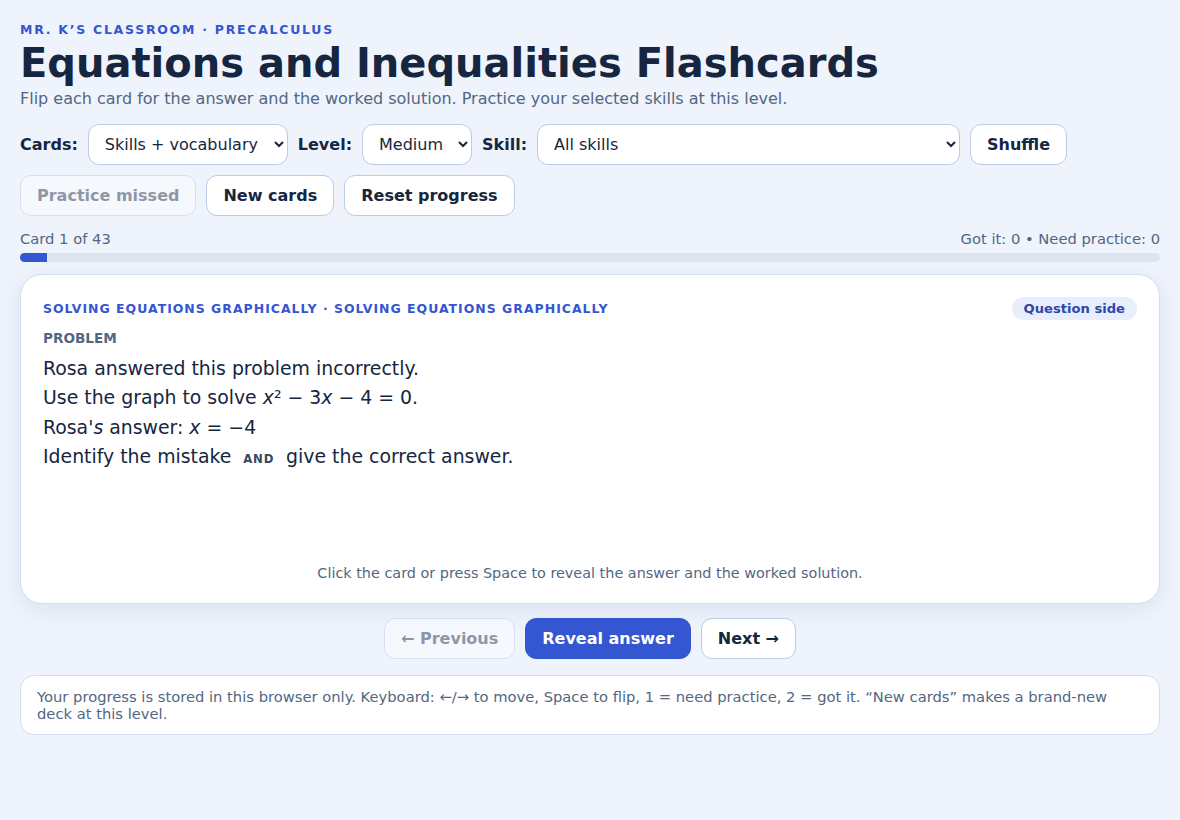 MR. K’S CLASSROOM · PRECALCULUS
Equations and Inequalities Flashcards
Flip each card for the answer and the worked solution. Practice your selected skills at this level.
Cards: Skills + vocabulary Level: Medium Skill: All skills Shuffle
Practice missed New cards Reset progress
Card 1 of 43 Got it: 0 • Need practice: 0
SOLVING EQUATIONS GRAPHICALLY · SOLVING EQUATIONS GRAPHICALLY Question side
PROBLEM
Rosa answered this problem incorrectly.
Use the graph to solve x² − 3x − 4 = 0.
Rosa's answer: x = −4
Identify the mistake AND give the correct answer.
Click the card or press Space to reveal the answer and the worked solution.
← Previous Reveal answer Next →
Your progress is stored in this browser only. Keyboard: ←/→ to move, Space to flip, 1 = need practice, 2 = got it. “New cards” makes a brand-new
deck at this level.